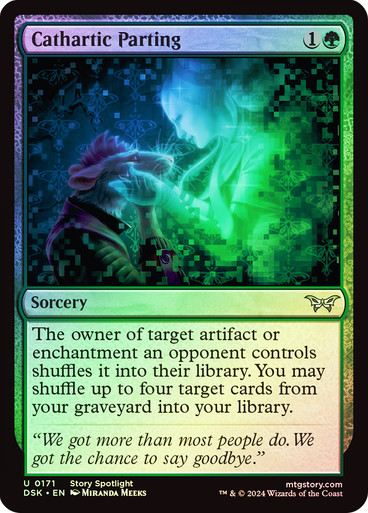 Cathartic Parting 1
Sorcery
The owner of target artifact or
enchantment an opponent controls
shuffles it into their library. You may
shuffle up to four target cards from
your graveyard into your library.
“We got more than most people do. We
got the chance to say goodbye.”
U 0171 Story Spotlight mtgstory.com
DSK • EN Miranda Meeks ™ & © 2024 Wizards of the Coast